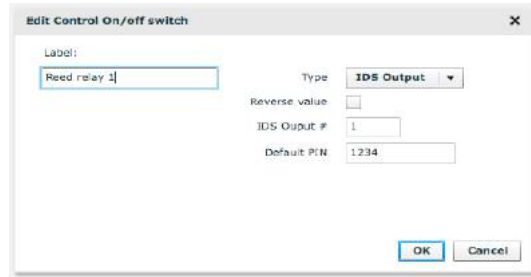 Edit Control On/off switch
Label:
Reed relay 1
Type IDS Output
Reverse value
IDS Ouput # 1
Default PIN 1234
OK Cancel